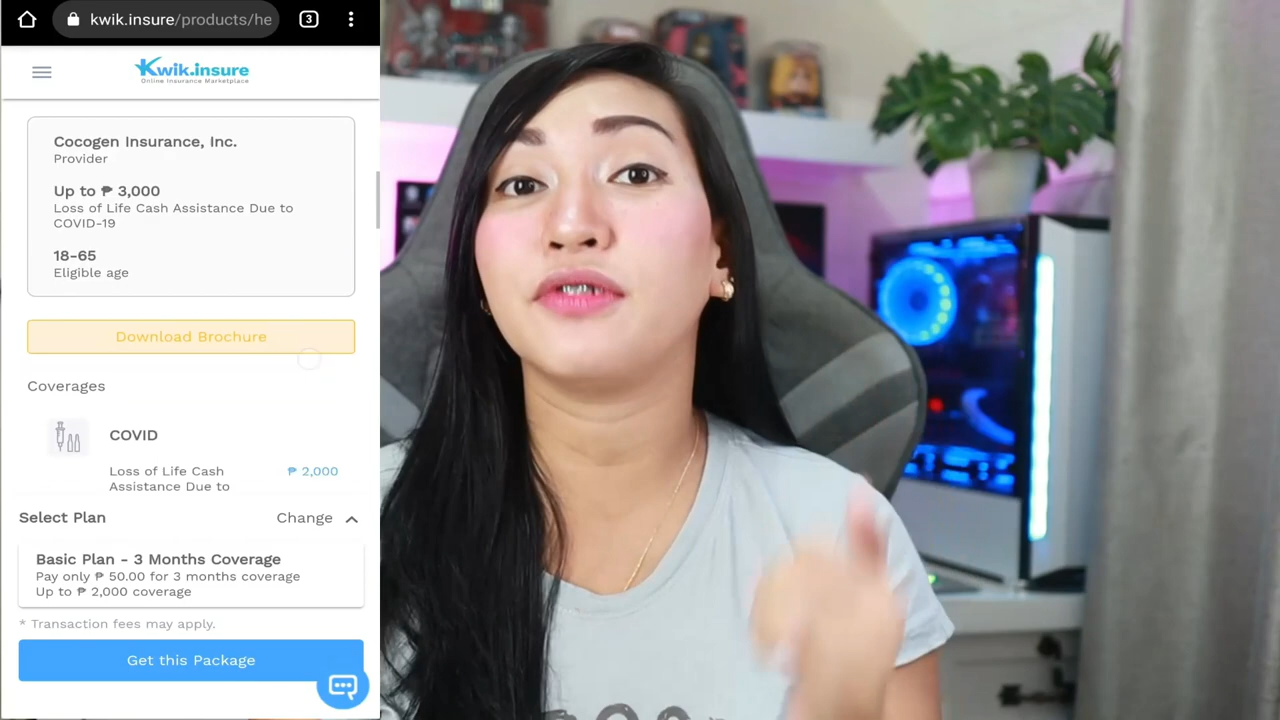 kwik.insure/products/he
3
Kwik.insure
Online Insurance Marketplace
Cocogen Insurance, Inc.
Provider
Up to ₱ 3,000
Loss of Life Cash Assistance Due to
COVID-19
18-65
Eligible age
Download Brochure
Coverages
COVID
Loss of Life Cash ₱ 2,000
Assistance Due to
Select Plan Change
Basic Plan - 3 Months Coverage
Pay only ₱ 50.00 for 3 months coverage
Up to ₱ 2,000 coverage
* Transaction fees may apply.
Get this Package